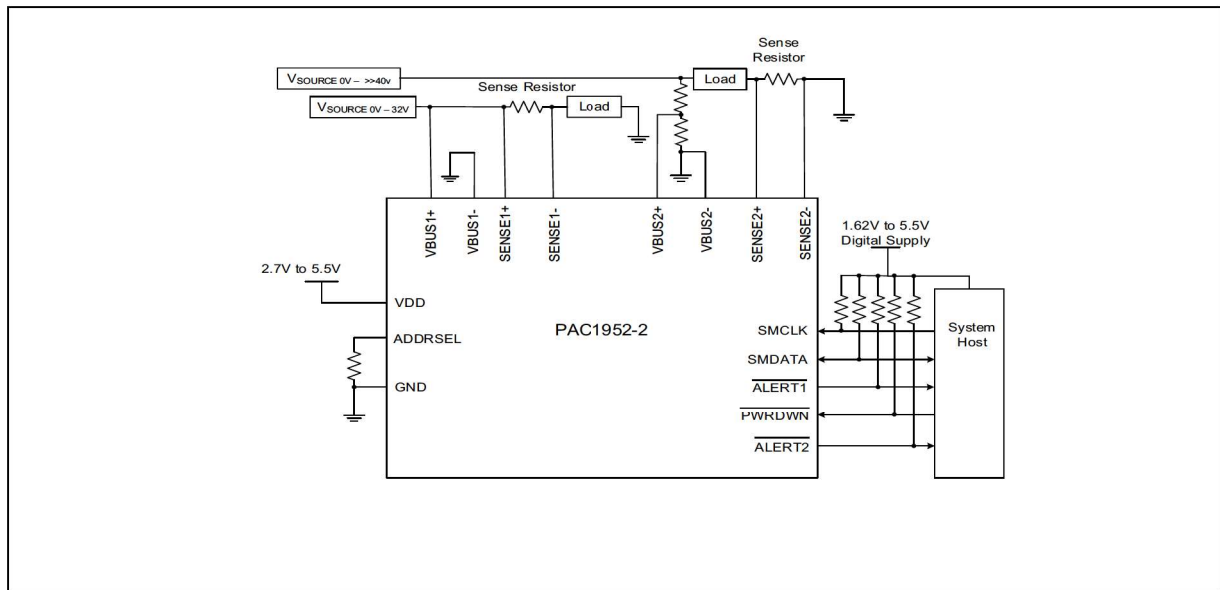 Sense
Resistor
VSOURCE 0V – >>40v
Load
Sense Resistor
VSOURCE 0V – 32V
Load
VBUS1+
VBUS1-
SENSE1+
SENSE1-
VBUS2+
VBUS2-
SENSE2+
SENSE2-
1.62V to 5.5V
Digital Supply
2.7V to 5.5V
VDD
ADDRSEL
GND
PAC1952-2
SMCLK
SMDATA
ALERT1
PWRDWN
ALERT2
System
Host